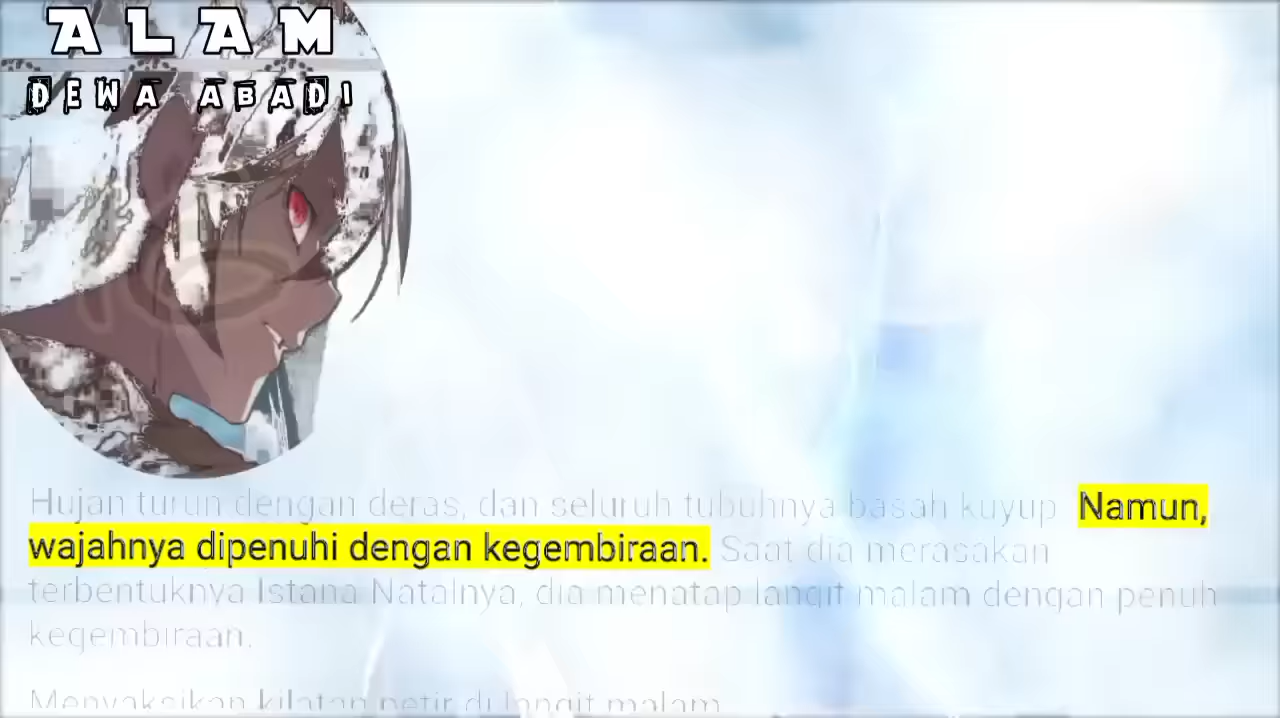 ALAM
DEWA ABADI
Hujan turun dengan deras, dan seluruh tubuhnya basah kuyup. Namun,
wajahnya dipenuhi dengan kegembiraan. Saat dia merasakan
terbentuknya Istana Natalnya, dia menatap langit malam dengan penuh
kegembiraan.
Menyaksikan kilatan petir di langit malam